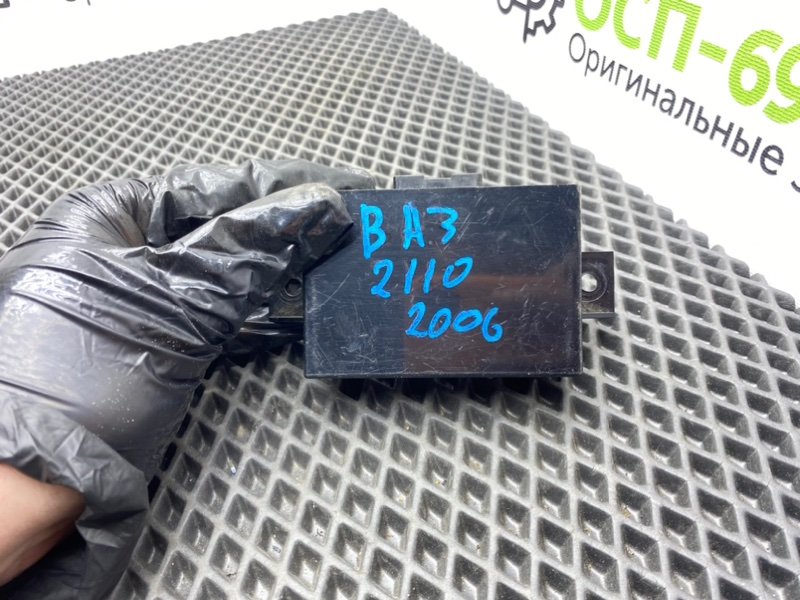 ОСП-69
Оригинальные З
ВАЗ
2110
2006